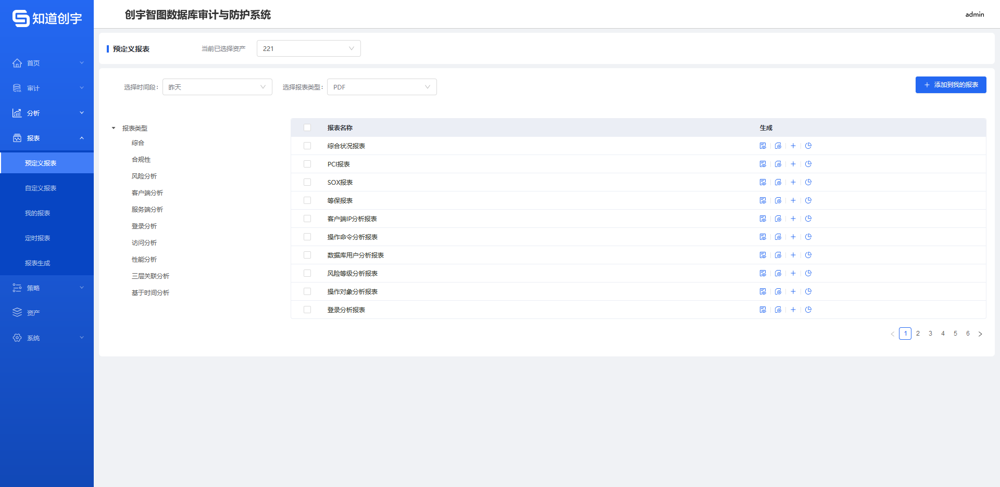 知道创宇
创宇智图数据库审计与防护系统
admin
首页
审计
分析
报表
预定义报表
自定义报表
我的报表
定时报表
报表生成
策略
资产
系统
预定义报表
当前已选择资产 221
选择时间段: 昨天 选择报表类型: PDF
添加到我的报表
报表类型
综合
合规性
风险分析
客户端分析
服务端分析
登录分析
访问分析
性能分析
三层关联分析
基于时间分析
报表名称 生成
综合状况报表
PCI报表
SOX报表
等保报表
客户端IP分析报表
操作命令分析报表
数据库用户分析报表
风险等级分析报表
操作对象分析报表
登录分析报表
< 1 2 3 4 5 6 >